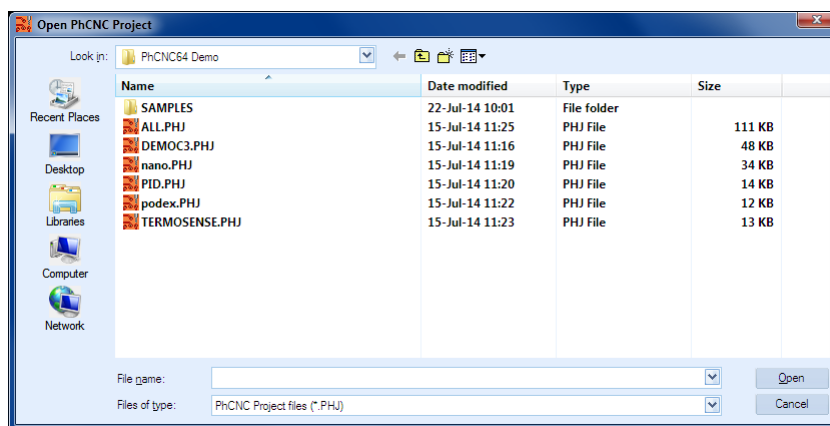 Open PhCNC Project
Look in: PhCNC64 Demo
Name Date modified Type Size
SAMPLES 22-Jul-14 10:01 File folder
ALL.PHJ 15-Jul-14 11:25 PHJ File 111 KB
DEMOC3.PHJ 15-Jul-14 11:16 PHJ File 48 KB
nano.PHJ 15-Jul-14 11:19 PHJ File 34 KB
PID.PHJ 15-Jul-14 11:20 PHJ File 14 KB
podex.PHJ 15-Jul-14 11:22 PHJ File 12 KB
TERMOSENSE.PHJ 15-Jul-14 11:23 PHJ File 13 KB
Recent Places
Desktop
Libraries
Computer
Network
File name: Open
Files of type: PhCNC Project files (*.PHJ) Cancel